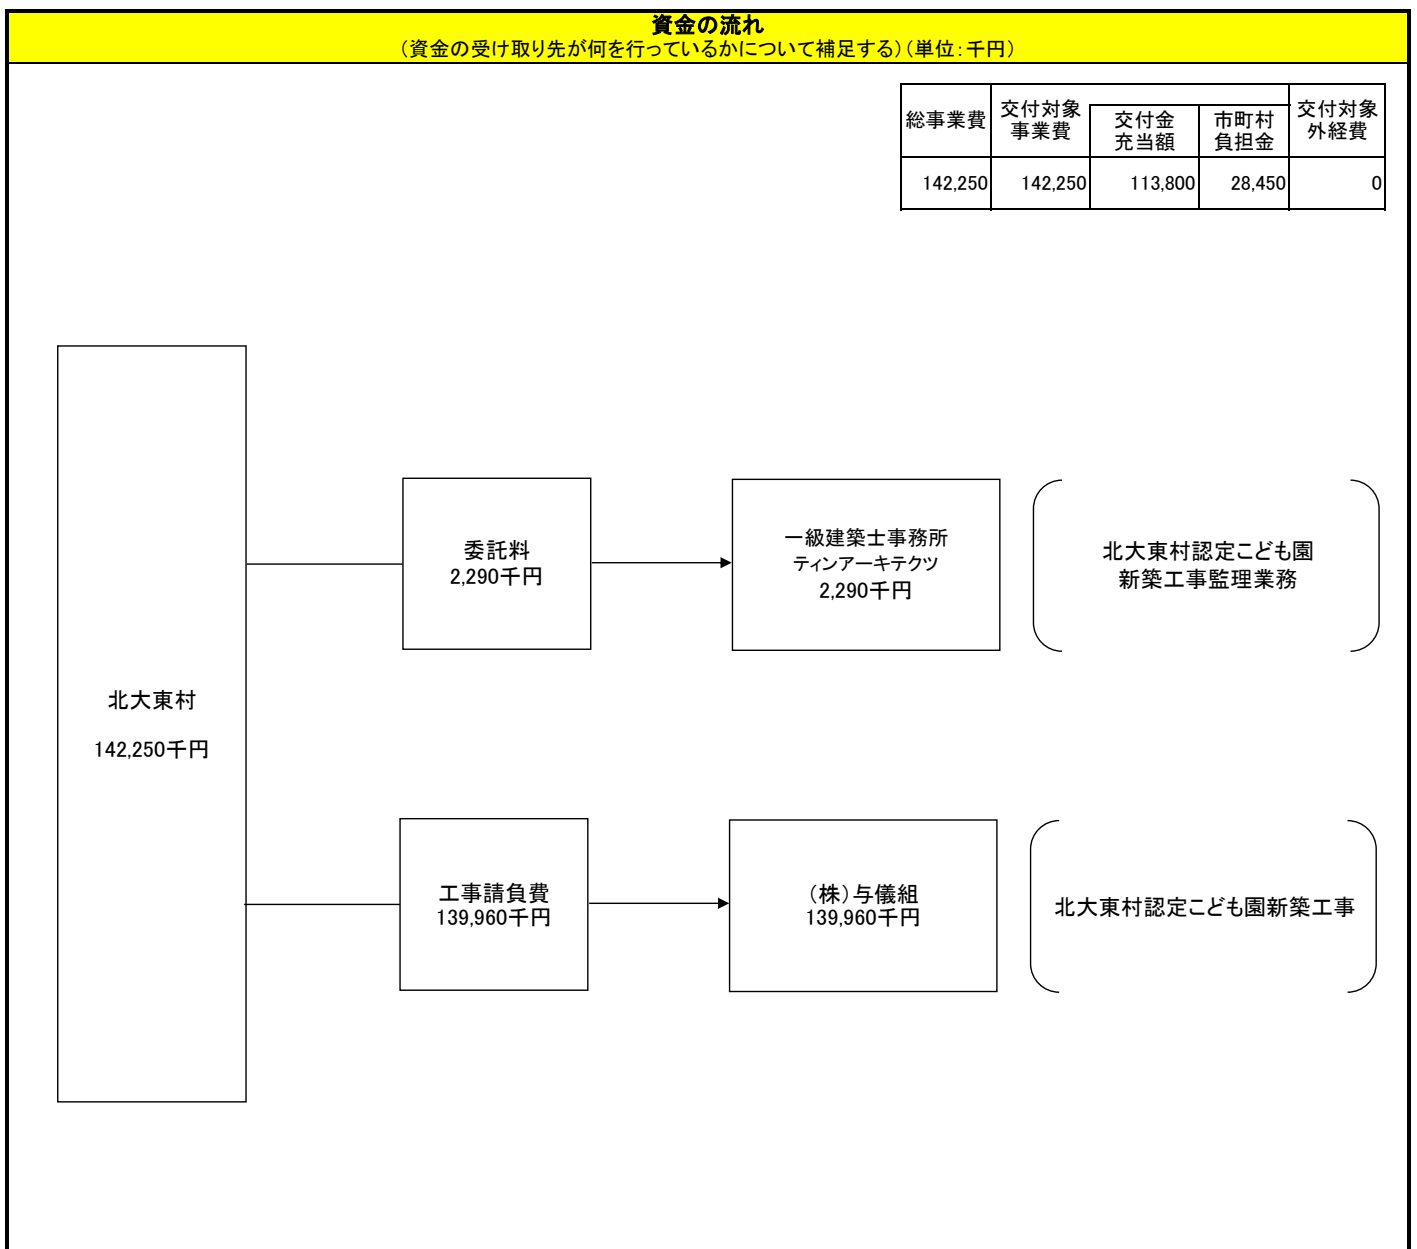 資金の流れ
（資金の受け取り先が何を行っているかについて補足する）（単位：千円）
総事業費
交付対象
事業費
交付金
充当額
市町村
負担金
交付対象
外経費
142,250
142,250
113,800
28,450
0
北大東村
142,250千円
委託料
2,290千円
一級建築士事務所
ティンアーキテクツ
2,290千円
北大東村認定こども園
新築工事監理業務
工事請負費
139,960千円
（株）与儀組
139,960千円
北大東村認定こども園新築工事